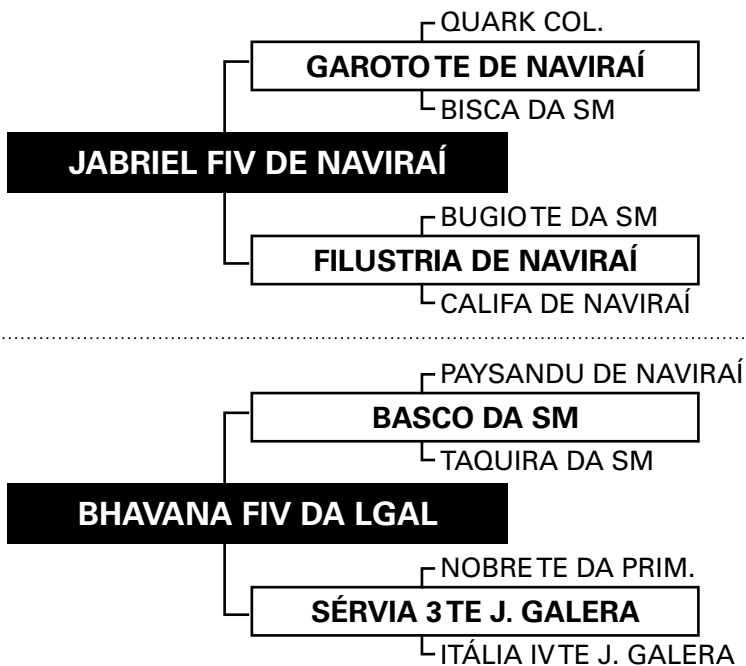 QUARK COL.
GAROTO TE DE NAVIRAÍ
BISCA DA SM
JABRIEL FIV DE NAVIRAÍ
BUGIO TE DA SM
FILUSTRIA DE NAVIRAÍ
CALIFA DE NAVIRAÍ
PAYSANDU DE NAVIRAÍ
BASCO DA SM
TAQUIRA DA SM
BHAVANA FIV DA LGAL
NOBRE TE DA PRIM.
SÉRVIA 3 TE J. GALERA
ITÁLIA IV TE J. GALERA